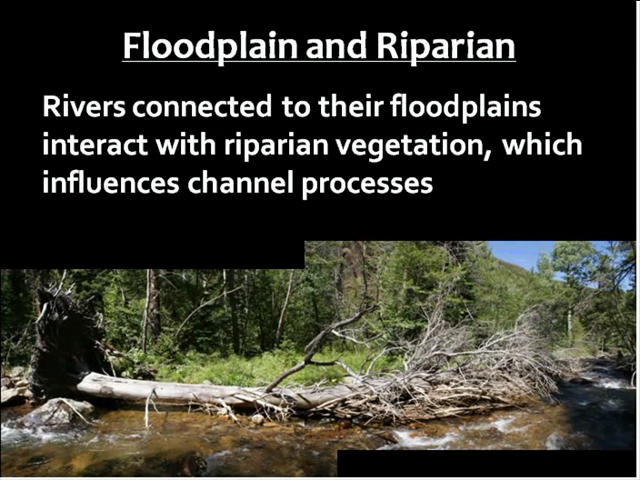 Floodplain and Riparian
Rivers connected to their floodplains
interact with riparian vegetation, which
influences channel processes